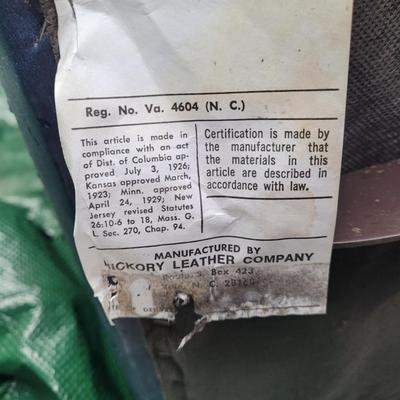 Reg. No. Va. 4604 (N. C.)
This article is made in
compliance with an act
of Dist. of Columbia ap-
proved July 3, 1926;
Kansas approved March,
1923; Minn. approved
April 24, 1929; New
Jersey revised Statutes
26:10-6 to 18, Mass. G.
L. Sec. 270, Chap. 94.
Certification is made by
the manufacturer that
the materials in this
article are described in
accordance with law.
MANUFACTURED BY
HICKORY LEATHER COMPANY
Box 423
N. C.